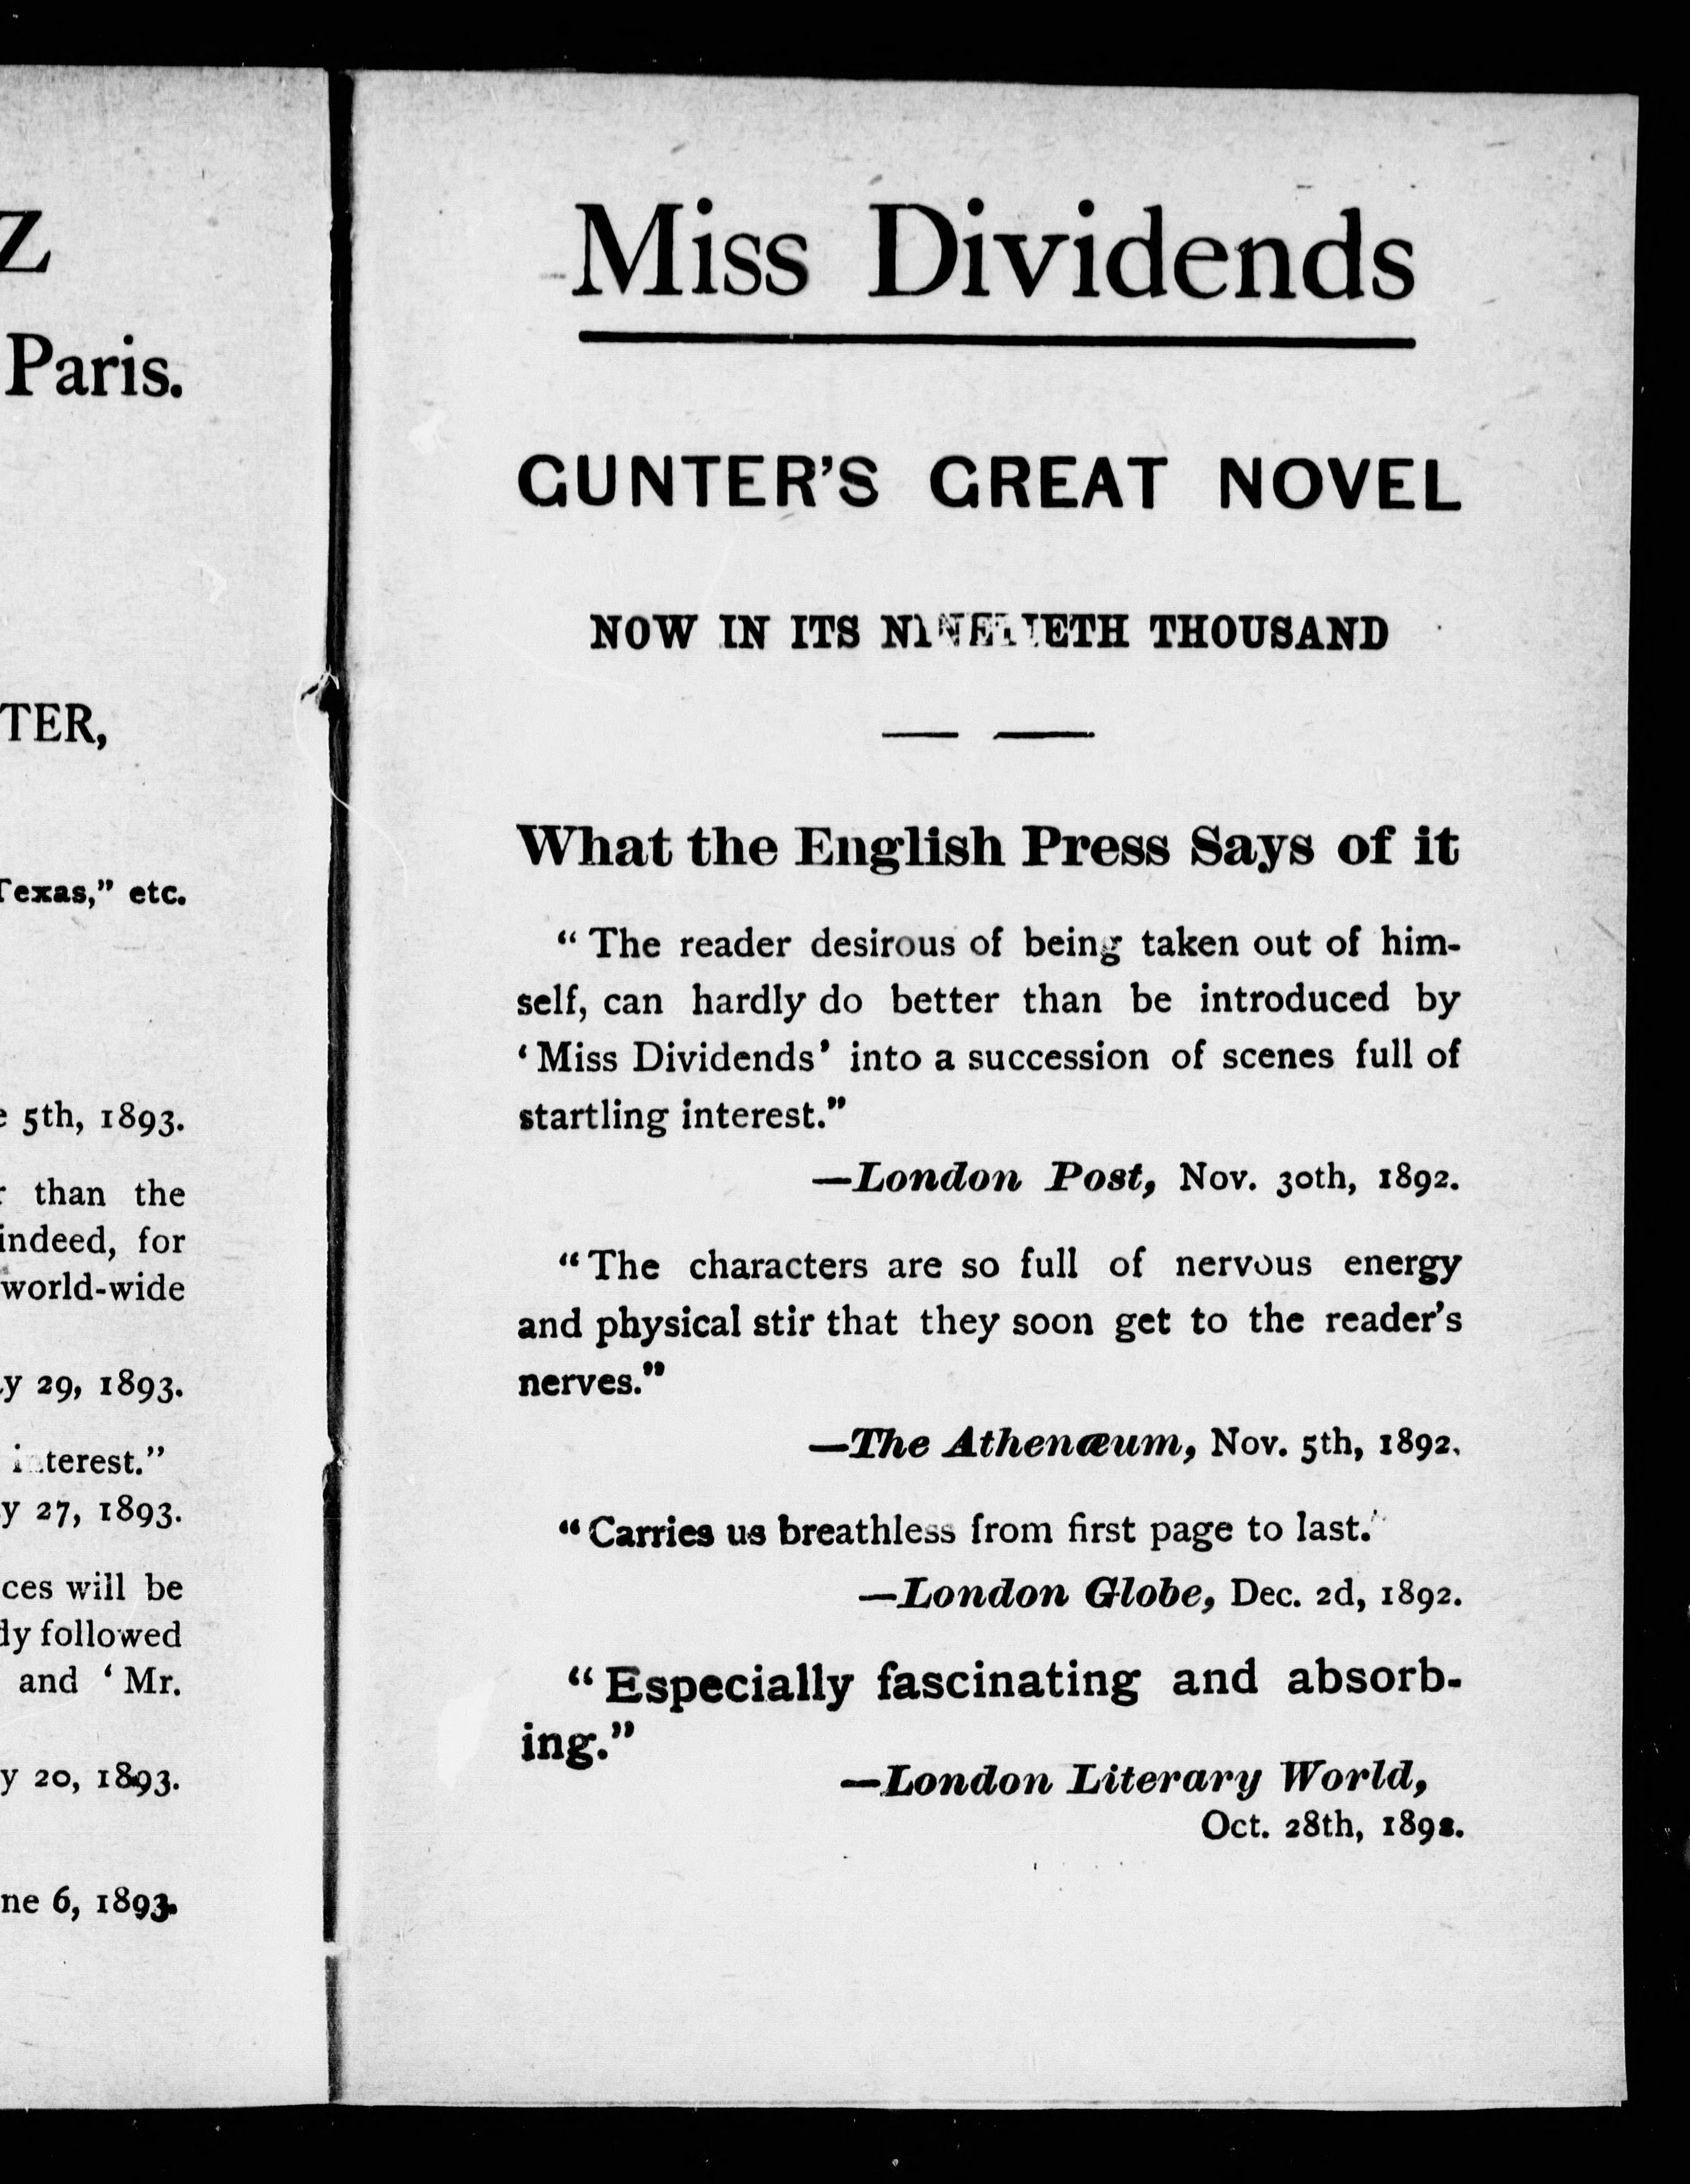 Z
Paris.
TER,
Texas," etc.
5th, 1893.
than the
indeed, for
world-wide
29, 1893.
interest."
27, 1893.
will be
followed
and 'Mr.
20, 1893.
6, 1893.
Miss Dividends
GUNTER'S GREAT NOVEL
NOW IN ITS NINETIETH THOUSAND
What the English Press Says of it
"The reader desirous of being taken out of him-
self, can hardly do better than be introduced by
'Miss Dividends' into a succession of scenes full of
startling interest."
—London Post, Nov. 30th, 1892.
"The characters are so full of nervous energy
and physical stir that they soon get to the reader's
nerves."
—The Athenæum, Nov. 5th, 1892.
"Carries us breathless from first page to last."
—London Globe, Dec. 2d, 1892.
"Especially fascinating and absorb-
ing."
—London Literary World,
Oct. 28th, 1892.